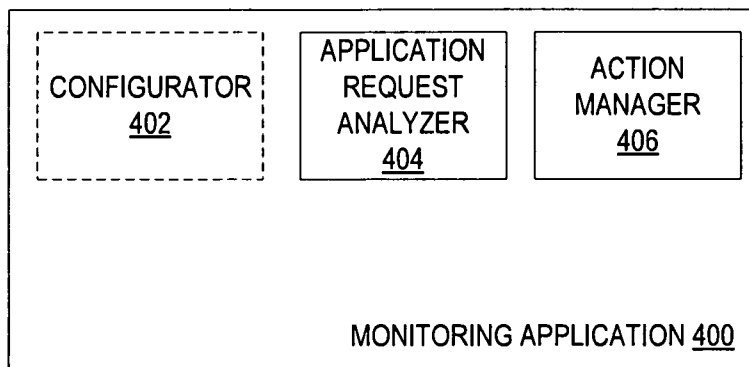 CONFIGURATOR
402
APPLICATION
REQUEST
ANALYZER
404
ACTION
MANAGER
406
MONITORING APPLICATION 400